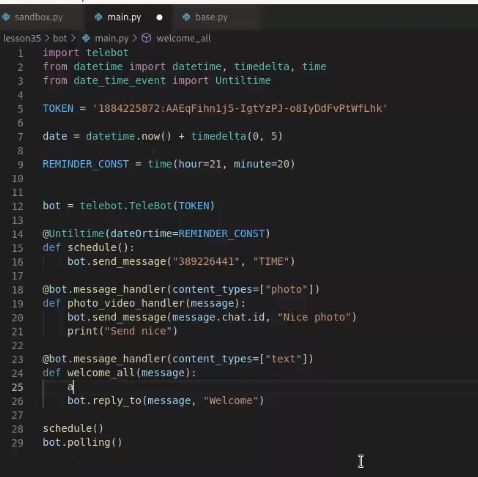 sandbox.py main.py base.py
lesson35 > bot > main.py > welcome_all
1 import telebot
2 from datetime import datetime, timedelta, time
3 from date_time_event import Untiltime
4
5 TOKEN = '1884225872:AAEqFihn1j5-IgtYzPJ-o8IyDdFvPtWfLhk'
6
7 date = datetime.now() + timedelta(0, 5)
8
9 REMINDER_CONST = time(hour=21, minute=20)
10
11
12 bot = telebot.TeleBot(TOKEN)
13
14 @Untiltime(dateOrtime=REMINDER_CONST)
15 def schedule():
16     bot.send_message("389226441", "TIME")
17
18 @bot.message_handler(content_types=["photo"])
19 def photo_video_handler(message):
20     bot.send_message(message.chat.id, "Nice photo")
21     print("Send nice")
22
23 @bot.message_handler(content_types=["text"])
24 def welcome_all(message):
25     a
26     bot.reply_to(message, "Welcome")
27
28 schedule()
29 bot.polling()